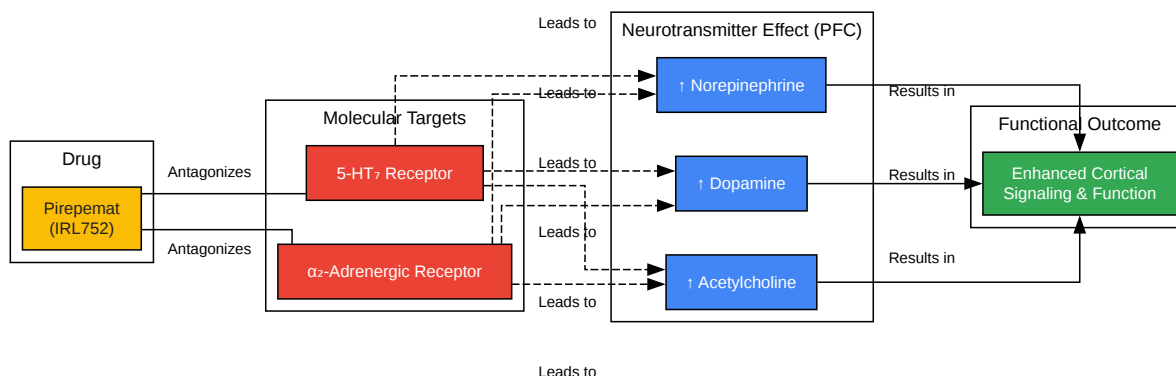 Leads to
Neurotransmitter Effect (PFC)
↑ Norepinephrine
Leads to
Results in
Molecular Targets
Functional Outcome
Drug
Antagonizes
5-HT₇ Receptor
Leads to
↑ Dopamine
Results in
Enhanced Cortical
Signaling & Function
Pirepemat
(IRL752)
Antagonizes
Leads to
α₂-Adrenergic Receptor
Results in
↑ Acetylcholine
Leads to
Leads to